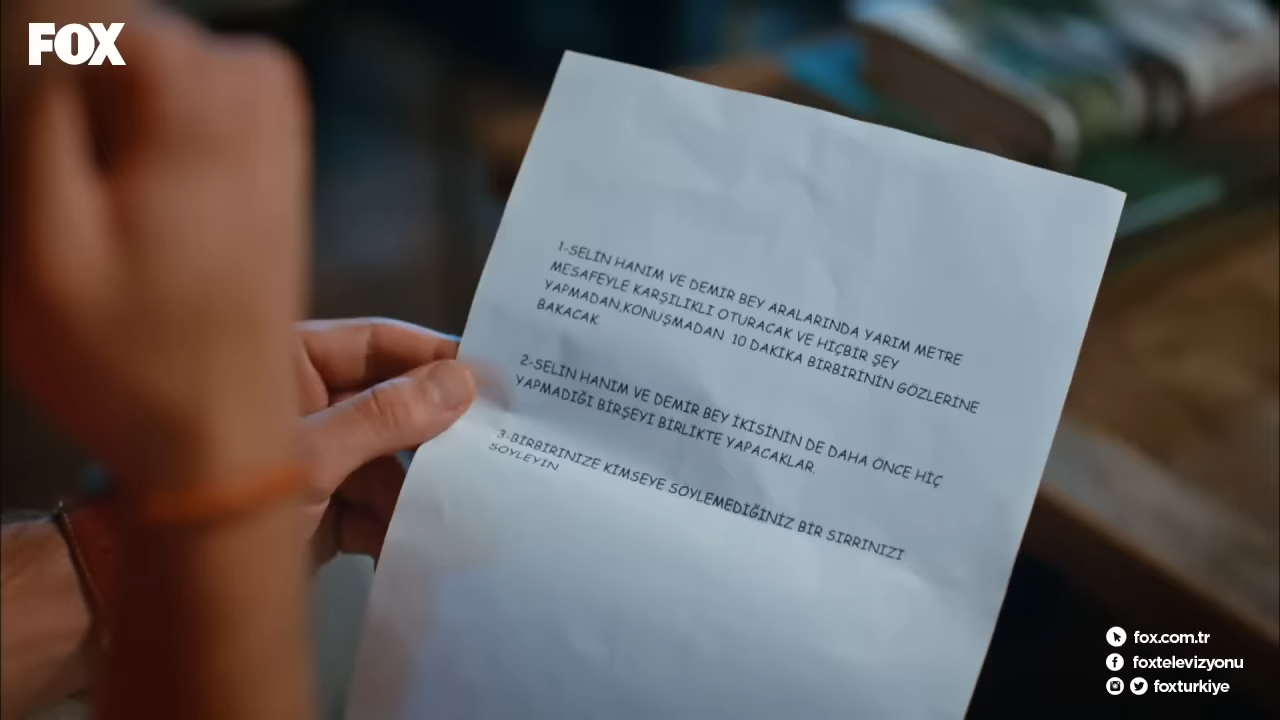 FOX
1-SELİN HANIM VE DEMİR BEY ARALARINDA YARIM METRE
MESAFEYLE KARŞILIKLI OTURACAK VE HİÇBİR ŞEY
YAPMADAN,KONUŞMADAN 10 DAKİKA BİRBİRİNİN GÖZLERİNE
BAKACAK
2-SELİN HANIM VE DEMİR BEY İKİSİNİN DE DAHA ÖNCE HİÇ
YAPMADIĞI BİRŞEYİ BİRLİKTE YAPACAKLAR
3-BİRBİRİNİZE KİMSEYE SÖYLEMEDİĞİNİZ BİR SIRRINIZI
SÖYLEYİN
fox.com.tr
foxtelevizyonu
foxturkiye